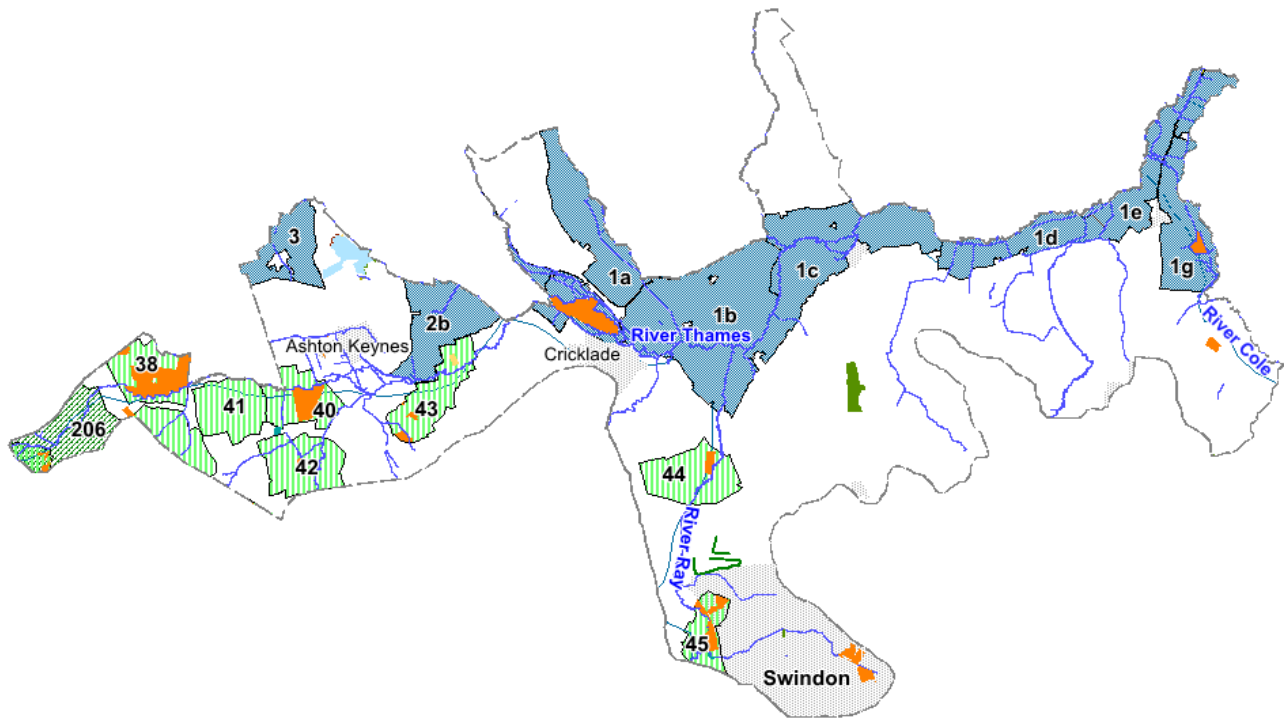 3
1a
1b
1c
1d
1e
1g
2b
River Thames
River Cole
Ashton Keynes
Cricklade
38
41
40
43
206
42
44
River-Ray
45
Swindon